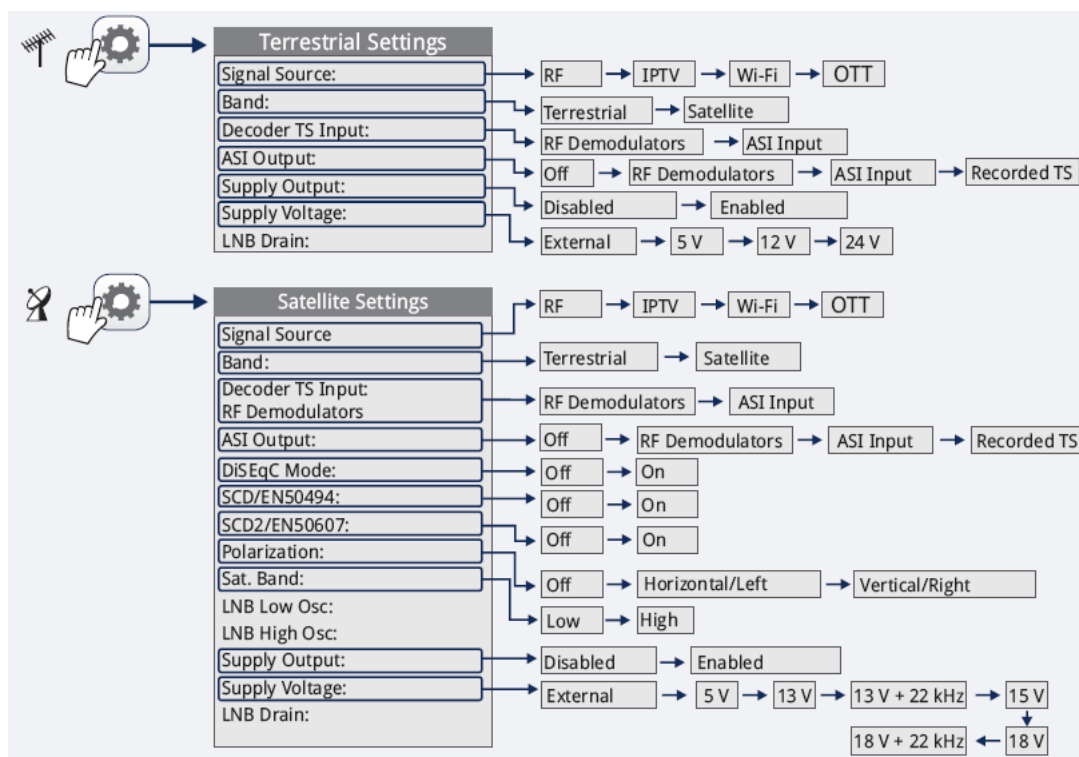 Terrestrial Settings
Signal Source:
RF
IPTV
Wi-Fi
OTT
Band:
Terrestrial
Satellite
Decoder TS Input:
RF Demodulators
ASI Input
ASI Output:
Off
RF Demodulators
ASI Input
Recorded TS
Supply Output:
Disabled
Enabled
Supply Voltage:
External
5 V
12 V
24 V
LNB Drain:
Satellite Settings
Signal Source
RF
IPTV
Wi-Fi
OTT
Band:
Terrestrial
Satellite
Decoder TS Input:
RF Demodulators
RF Demodulators
ASI Input
ASI Output:
Off
RF Demodulators
ASI Input
Recorded TS
DiSEqC Mode:
Off
On
SCD/EN50494:
Off
On
SCD2/EN50607:
Off
On
Polarization:
Off
Horizontal/Left
Vertical/Right
Sat. Band:
Low
High
LNB Low Osc:
LNB High Osc:
Supply Output:
Disabled
Enabled
Supply Voltage:
External
5 V
13 V
13 V + 22 kHz
15 V
18 V
18 V + 22 kHz
LNB Drain: